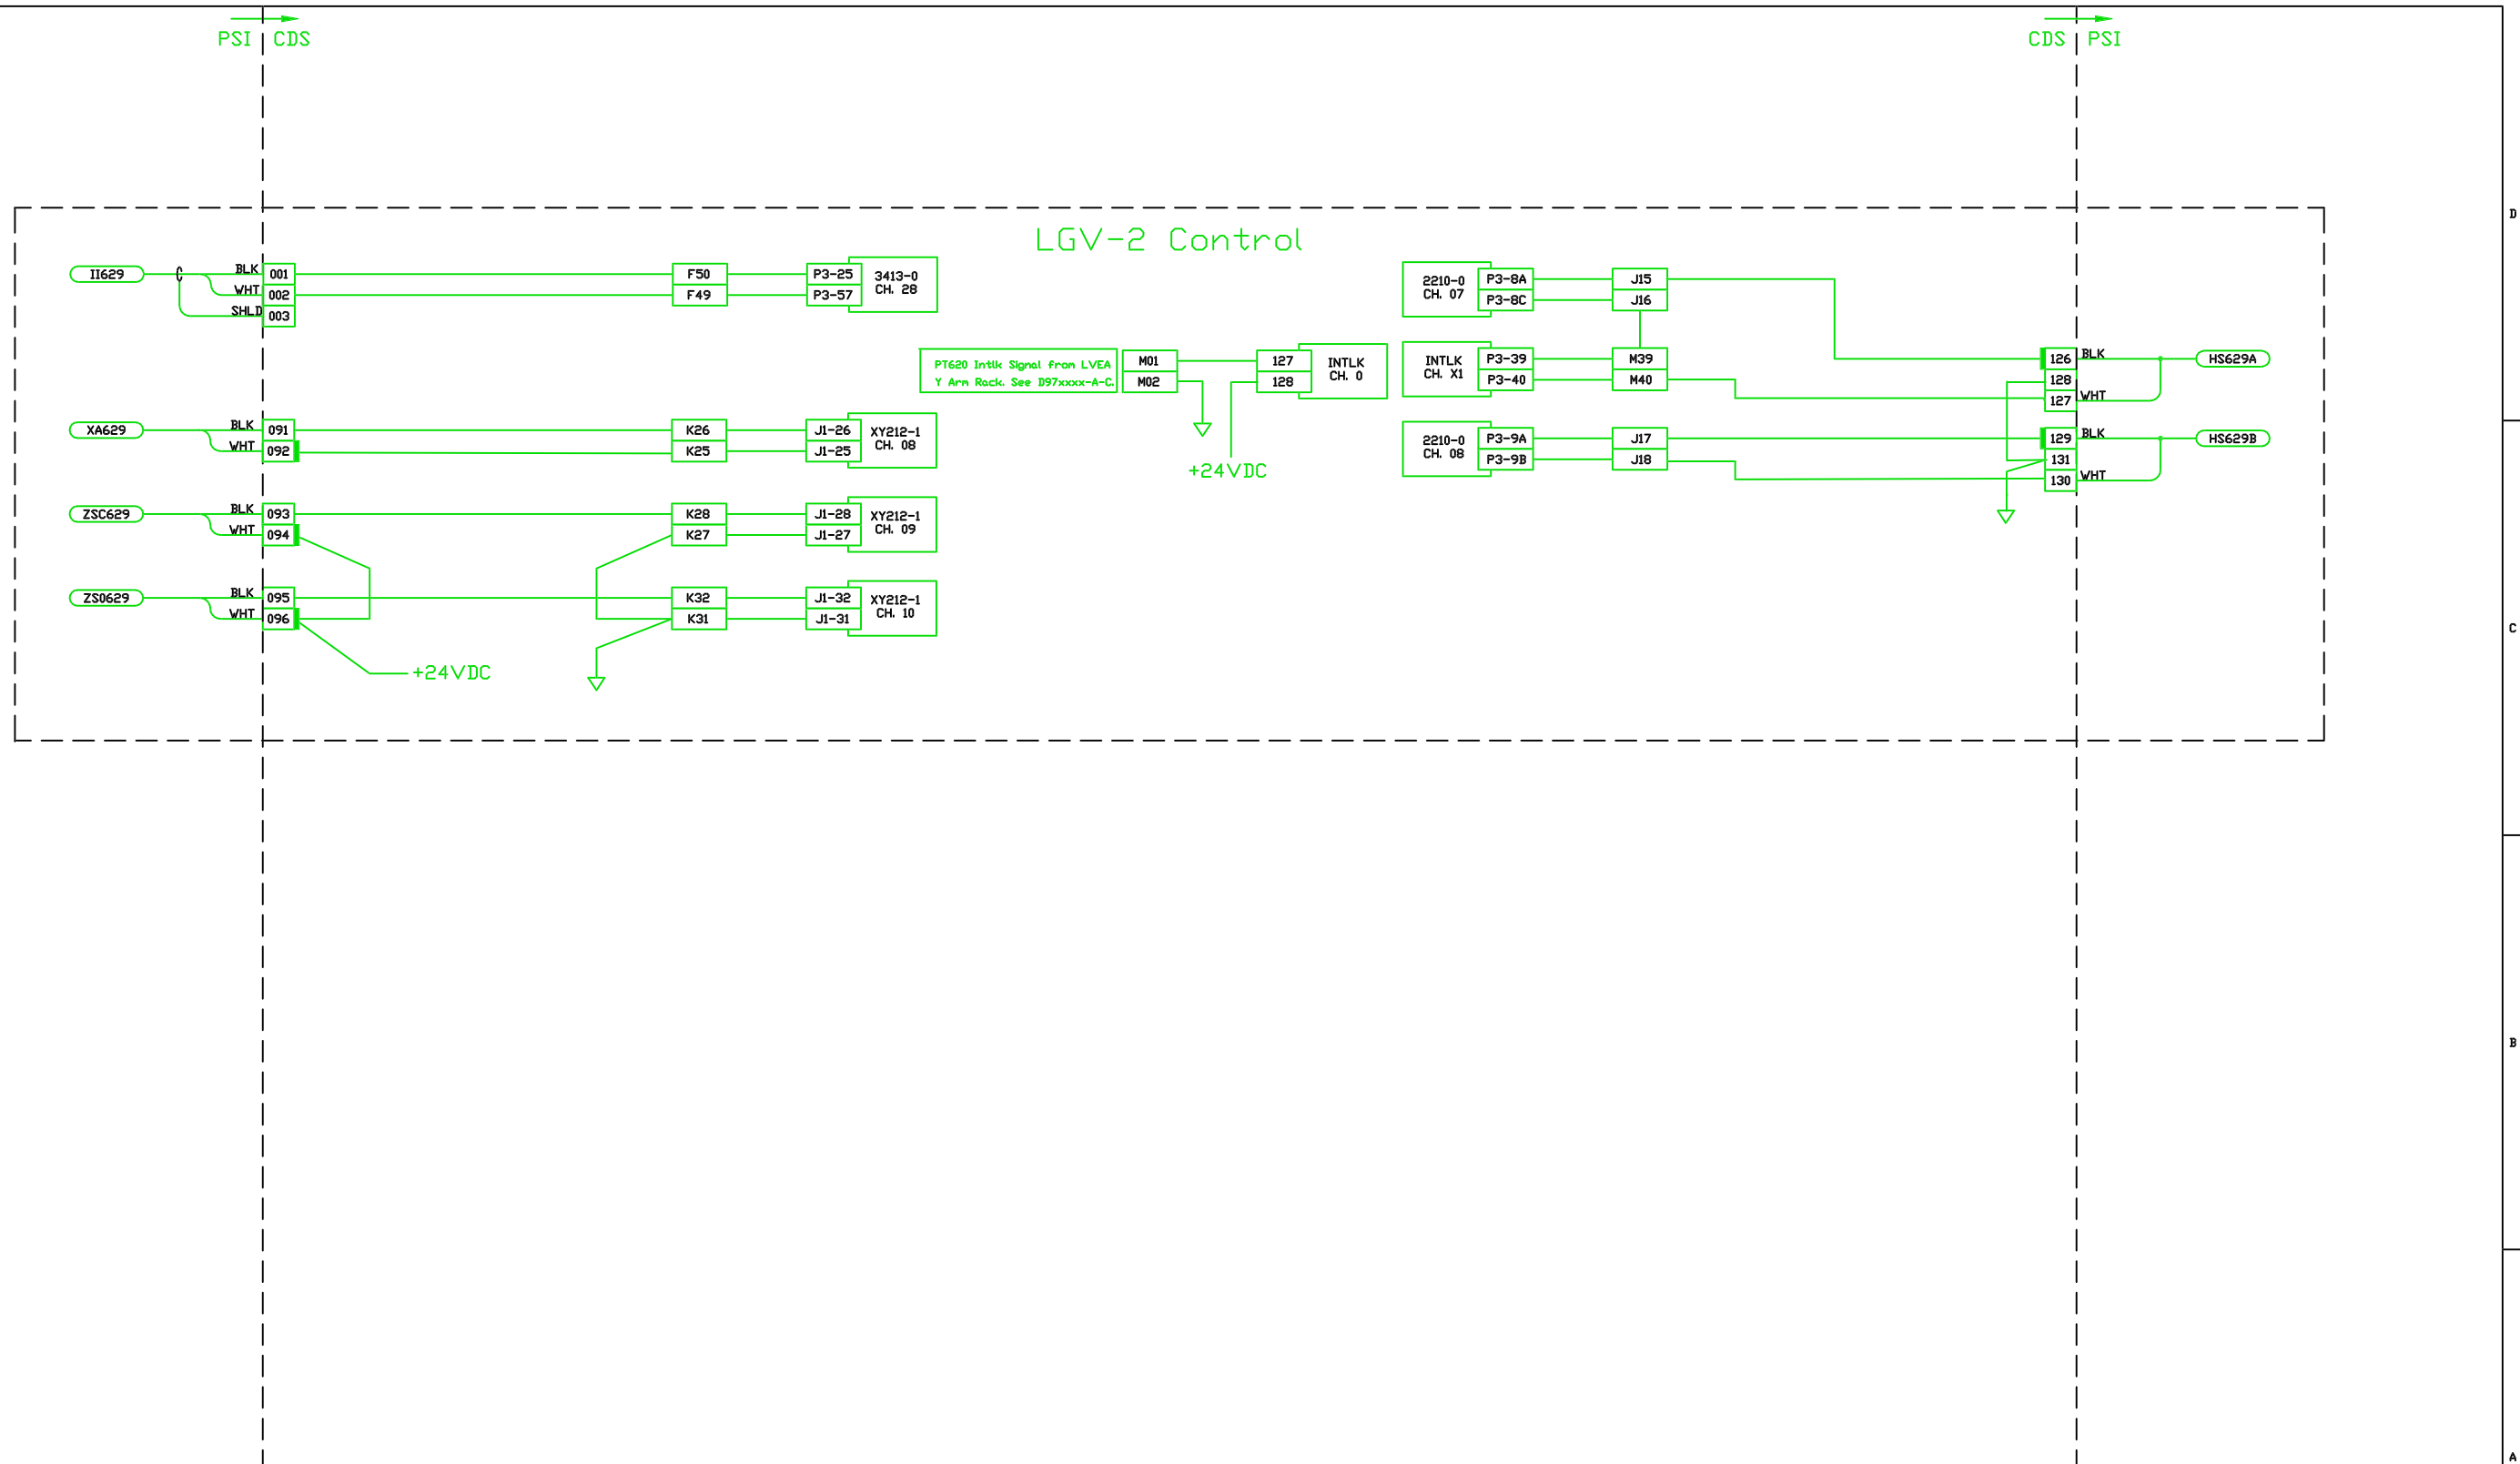 PSI CDS
CDS PSI
D
LGV-2 Control
II629
BLK 001
WHT 002
SHLD 003
F50
F49
P3-25
P3-57
3413-0
CH. 28
PT620 Intlk Signal from LVEA
Y Arm Rack. See D97xxxx-A-C.
M01
M02
127
128
INTLK
CH. 0
+24VDC
2210-0
CH. 07
P3-8A
P3-8C
J15
J16
INTLK
CH. X1
P3-39
P3-40
M39
M40
2210-0
CH. 08
P3-9A
P3-9B
J17
J18
126 BLK
128
127 WHT
HS629A
129 BLK
131
130 WHT
HS629B
XA629
BLK 091
WHT 092
K26
K25
J1-26
J1-25
XY212-1
CH. 08
ZSC629
BLK 093
WHT 094
K28
K27
J1-28
J1-27
XY212-1
CH. 09
ZSO629
BLK 095
WHT 096
K32
K31
J1-32
J1-31
XY212-1
CH. 10
+24VDC
C
B
A